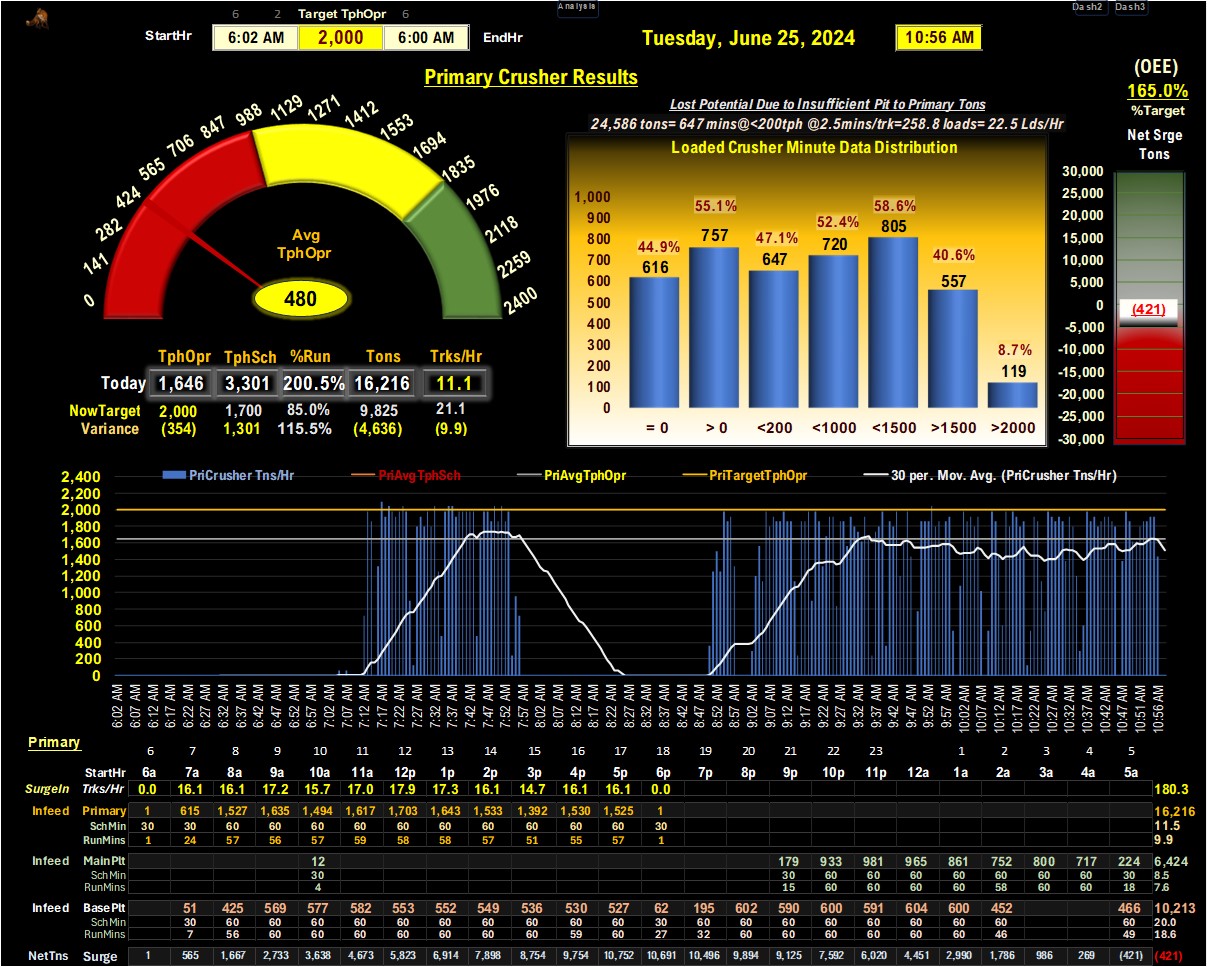 6 2 Target TphOpr 6 Analysis Dash2 Dash3
StartHr 6:02 AM 2,000 6:00 AM EndHr Tuesday, June 25, 2024 10:56 AM
Primary Crusher Results
(OEE)
165.0%
%Target
Net Srge
Tons
0 141 282 424 565 706 847 988 1129 1271 1412 1553 1694 1835 1976 2118 2259 2400
Avg
TphOpr
480
Lost Potential Due to Insufficient Pit to Primary Tons
24,586 tons= 647 mins@<200tph @2.5mins/trk=258.8 loads= 22.5 Lds/Hr
Loaded Crusher Minute Data Distribution
1,000
900
800
700
600
500
400
300
200
100
0
44.9% 55.1% 47.1% 52.4% 58.6% 40.6% 8.7%
616 757 647 720 805 557 119
= 0 > 0 <200 <1000 <1500 >1500 >2000
30,000
25,000
20,000
15,000
10,000
5,000
0
-5,000
-10,000
-15,000
-20,000
-25,000
-30,000
(421)
TphOpr TphSch %Run Tons Trks/Hr
Today 1,646 3,301 200.5% 16,216 11.1
NowTarget 2,000 1,700 85.0% 9,825 21.1
Variance (354) 1,301 115.5% (4,636) (9.9)
PriCrusher Tns/Hr PriAvgTphSch PriAvgTphOpr PriTargetTphOpr 30 per. Mov. Avg. (PriCrusher Tns/Hr)
2,400
2,200
2,000
1,800
1,600
1,400
1,200
1,000
800
600
400
200
0
6:02 AM 6:07 AM 6:12 AM 6:17 AM 6:22 AM 6:27 AM 6:32 AM 6:37 AM 6:42 AM 6:47 AM 6:52 AM 6:57 AM 7:02 AM 7:07 AM 7:12 AM 7:17 AM 7:22 AM 7:27 AM 7:32 AM 7:37 AM 7:42 AM 7:47 AM 7:52 AM 7:57 AM 8:02 AM 8:07 AM 8:12 AM 8:17 AM 8:22 AM 8:27 AM 8:32 AM 8:37 AM 8:42 AM 8:47 AM 8:52 AM 8:57 AM 9:02 AM 9:07 AM 9:12 AM 9:17 AM 9:22 AM 9:27 AM 9:32 AM 9:37 AM 9:42 AM 9:47 AM 9:52 AM 9:57 AM 10:02 AM 10:07 AM 10:12 AM 10:17 AM 10:22 AM 10:27 AM 10:32 AM 10:37 AM 10:42 AM 10:47 AM 10:51 AM 10:56 AM
Primary
6 7 8 9 10 11 12 13 14 15 16 17 18 19 20 21 22 23 1 2 3 4 5
StartHr 6a 7a 8a 9a 10a 11a 12p 1p 2p 3p 4p 5p 6p 7p 8p 9p 10p 11p 12a 1a 2a 3a 4a 5a
SurgeIn Trks/Hr 0.0 16.1 16.1 17.2 15.7 17.0 17.9 17.3 16.1 14.7 16.1 16.1 0.0 180.3
Infeed Primary 1 615 1,527 1,635 1,494 1,617 1,703 1,643 1,533 1,392 1,530 1,525 1 16,216
SchMin 30 30 60 60 60 60 60 60 60 60 60 60 30 11.5
RunMins 1 24 57 56 57 59 58 58 57 51 55 57 1 9.9
Infeed MainPlt 12 179 933 981 965 861 752 800 717 224 6,424
SchMin 30 30 60 60 60 60 60 60 60 30 8.5
RunMins 4 15 60 60 60 60 58 60 60 18 7.6
Infeed BasePlt 51 425 569 577 582 553 552 549 536 530 527 62 195 602 590 600 591 604 600 452 466 10,213
SchMin 30 60 60 60 60 60 60 60 60 60 60 30 60 60 60 60 60 60 60 60 60 20.0
RunMins 7 56 60 60 60 60 60 60 60 59 60 27 32 60 60 60 60 60 60 46 49 18.6
NetTns Surge 1 565 1,667 2,733 3,638 4,673 5,823 6,914 7,898 8,754 9,754 10,752 10,691 10,496 9,894 9,125 7,592 6,020 4,451 2,990 1,786 986 269 (421) (421)